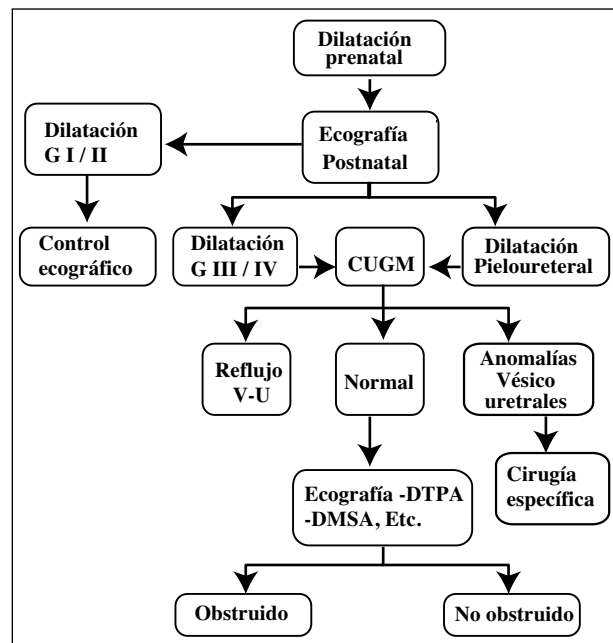 Dilatación
prenatal
Dilatación
G I / II
Ecografía
Postnatal
Control
ecográfico
Dilatación
G III / IV
CUGM
Dilatación
Pieloureteral
Reflujo
V-U
Normal
Anomalías
Vésico
uretrales
Ecografía -DTPA
-DMSA, Etc.
Cirugía
específica
Obstruido
No obstruido